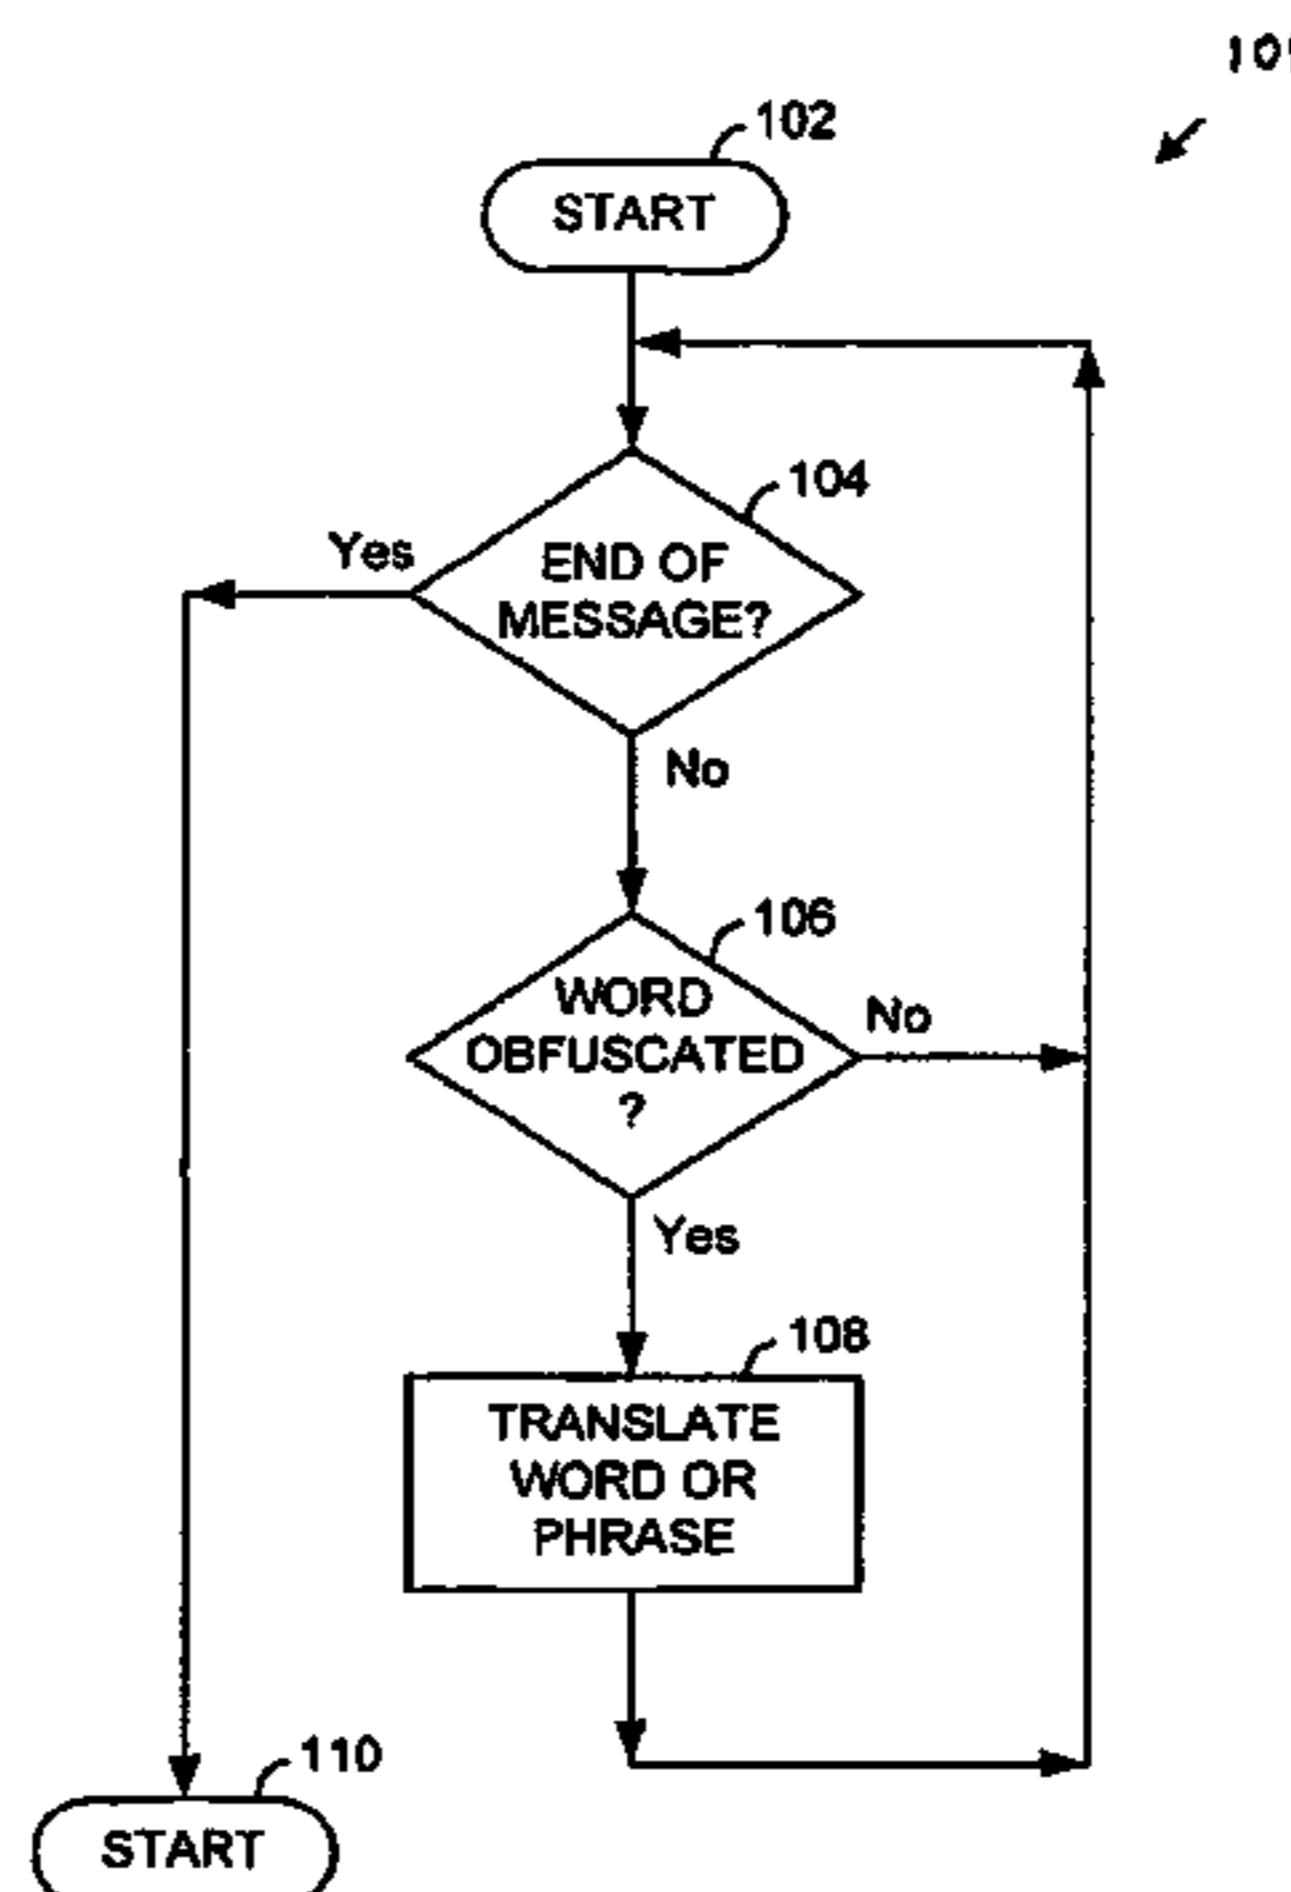 102
START
104
Yes
END OF
MESSAGE?
No
106
WORD
OBFUSCATED
?
No
Yes
108
TRANSLATE
WORD OR
PHRASE
110
START